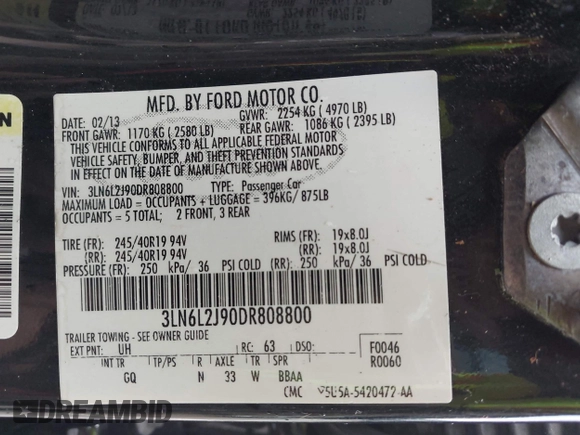 MFD. BY FORD MOTOR CO.
DATE: 02/13 GVWR: 2254 KG ( 4970 LB)
FRONT GAWR: 1170 KG ( 2580 LB) REAR GAWR: 1086 KG ( 2395 LB)
THIS VEHICLE CONFORMS TO ALL APPLICABLE FEDERAL MOTOR
VEHICLE SAFETY, BUMPER, AND THEFT PREVENTION STANDARDS
IN EFFECT ON THE DATE OF MANUFACTURE SHOWN ABOVE.
VIN: 3LN6L2J90DR808800 TYPE: Passenger Car
MAXIMUM LOAD = OCCUPANTS + LUGGAGE = 396KG/ 875LB
OCCUPANTS = 5 TOTAL; 2 FRONT, 3 REAR
TIRE (FR): 245/40R19 94V RIMS (FR): 19x8.0J
(RR): 245/40R19 94V (RR): 19x8.0J
PRESSURE (FR): 250 kPa/ 36 PSI COLD (RR) 250 kPa/ 36 PSI COLD
3LN6L2J90DR808800
TRAILER TOWING - SEE OWNER GUIDE
EXT PNT: UH RC: 63 DSO: F0046
INT TR TP/PS R AXLE TR SPR R0060
GQ N 33 W BBAA
CMC 5U5A-5420472-AA
DREAMBID